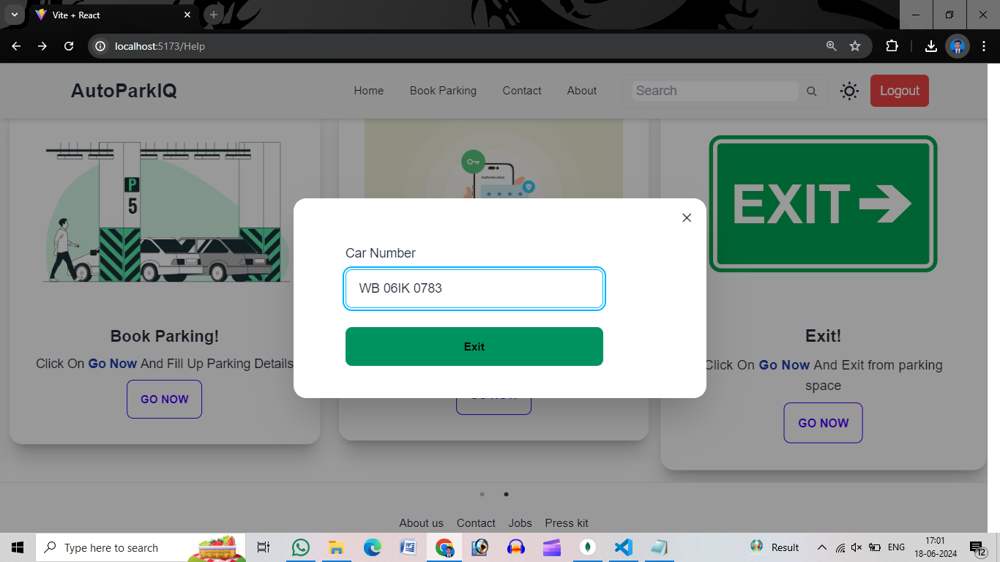 Vite + React
localhost:5173/Help
AutoParkIQ
Home Book Parking Contact About Search Logout
P
5
Authentication
* * * *
EXIT
Car Number
WB 06IK 0783
Exit
Book Parking!
Click On Go Now And Fill Up Parking Details
GO NOW
Exit!
Click On Go Now And Exit from parking
space
GO NOW
About us Contact Jobs Press kit
Type here to search
Result
ENG
17:01
18-06-2024
12